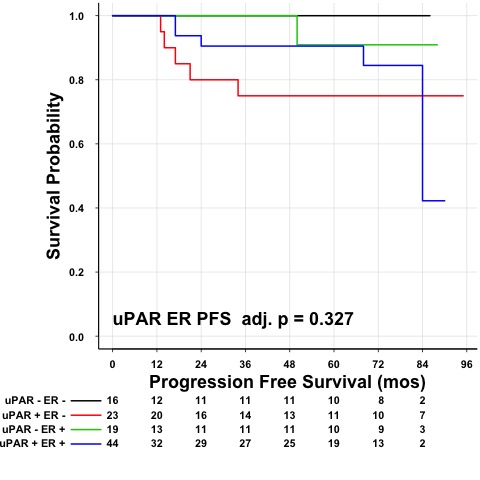 1.0
0.8
0.6
0.4
0.2
0.0
Survival Probability
uPAR ER PFS adj. p = 0.327
0 12 24 36 48 60 72 84 96
Progression Free Survival (mos)
uPAR - ER - 16 12 11 11 11 10 8 2
uPAR + ER - 23 20 16 14 13 11 10 7
uPAR - ER + 19 13 11 11 11 10 9 3
uPAR + ER + 44 32 29 27 25 19 13 2